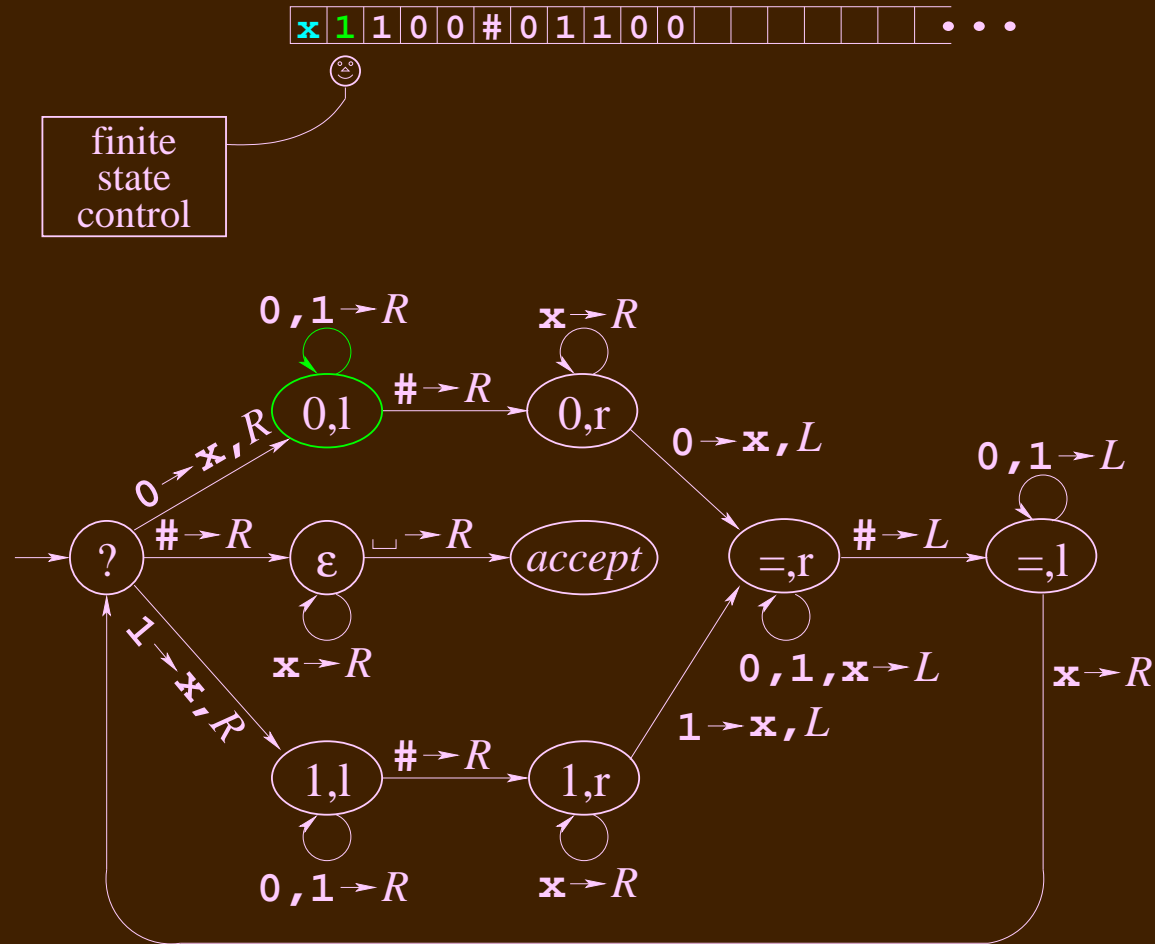 x 1 1 0 0 # 0 1 1 0 0 • • •
finite
state
control
0,1→R
x→R
0,l
#→R
0,r
0→x,R
0→x,L
0,1→L
?
#→R
ε
␣→R
accept
=,r
#→L
=,l
x→R
0,1,x→L
x→R
1→x,R
1→x,L
1,l
#→R
1,r
0,1→R
x→R